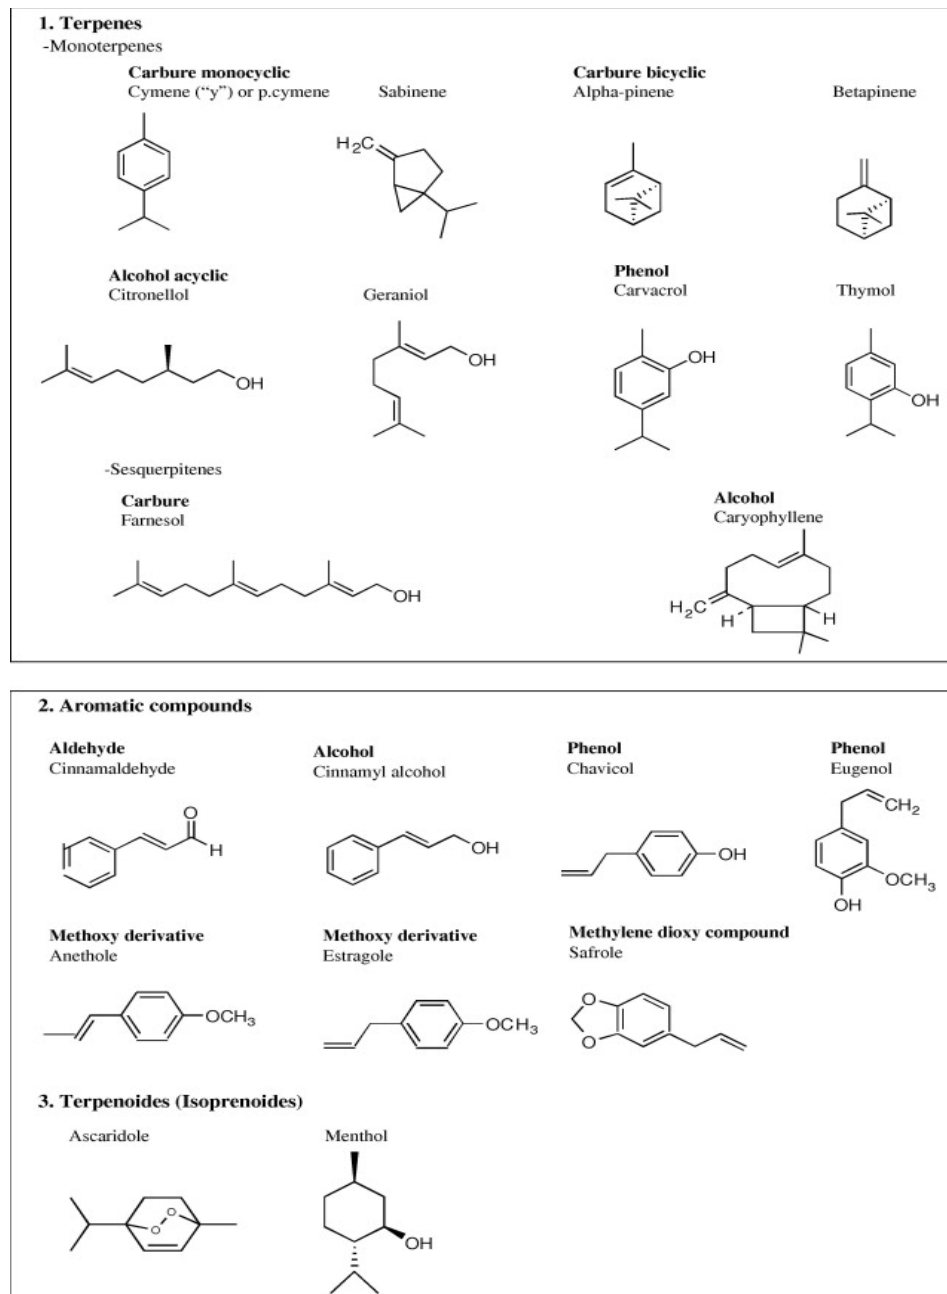 1. Terpenes
-Monoterpenes
Carbure monocyclic
Cymene ("y") or p.cymene
Sabinene
Carbure bicyclic
Alpha-pinene
Betapinene
H₂C
Alcohol acyclic
Citronellol
Geraniol
Phenol
Carvacrol
Thymol
OH
OH
OH
OH
-Sesquerpitenes
Carbure
Farnesol
Alcohol
Caryophyllene
OH
H₂C
H
H
2. Aromatic compounds
Aldehyde
Cinnamaldehyde
Alcohol
Cinnamyl alcohol
Phenol
Chavicol
Phenol
Eugenol
O
H
OH
OH
CH₂
OCH₃
OH
Methoxy derivative
Anethole
Methoxy derivative
Estragole
Methylene dioxy compound
Safrole
OCH₃
OCH₃
O
O
3. Terpenoides (Isoprenoides)
Ascaridole
Menthol
O
O
OH